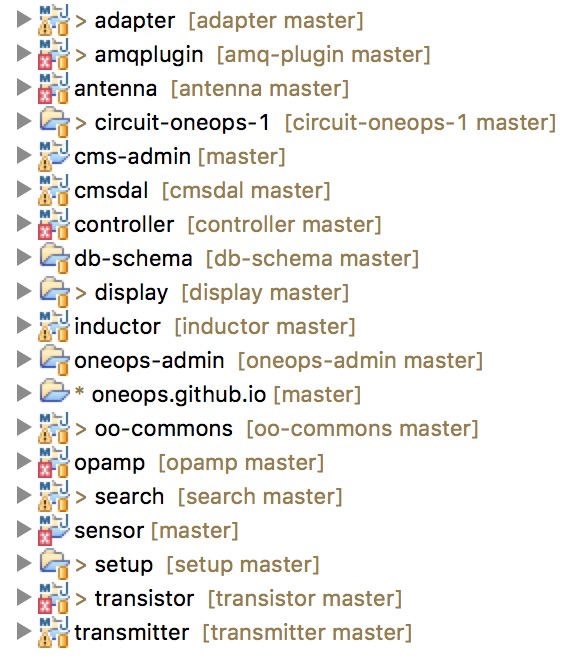 > adapter [adapter master]
> amqplugin [amq-plugin master]
antenna [antenna master]
> circuit-oneops-1 [circuit-oneops-1 master]
cms-admin [master]
cmsdal [cmsdal master]
controller [controller master]
db-schema [db-schema master]
> display [display master]
inductor [inductor master]
oneops-admin [oneops-admin master]
* oneops.github.io [master]
> oo-commons [oo-commons master]
opamp [opamp master]
> search [search master]
sensor [master]
> setup [setup master]
> transistor [transistor master]
transmitter [transmitter master]